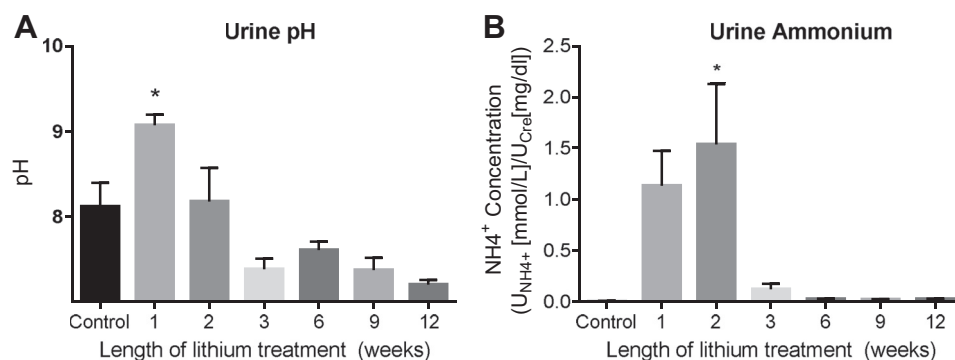 A
Urine pH
10
9
8
pH
*
Control 1 2 3 6 9 12
Length of lithium treatment (weeks)
B
Urine Ammonium
NH4+ Concentration
(UNH4+ [mmol/L]/UCre[mg/dl])
2.5
2.0
1.5
1.0
0.5
0.0
*
Control 1 2 3 6 9 12
Length of lithium treatment (weeks)